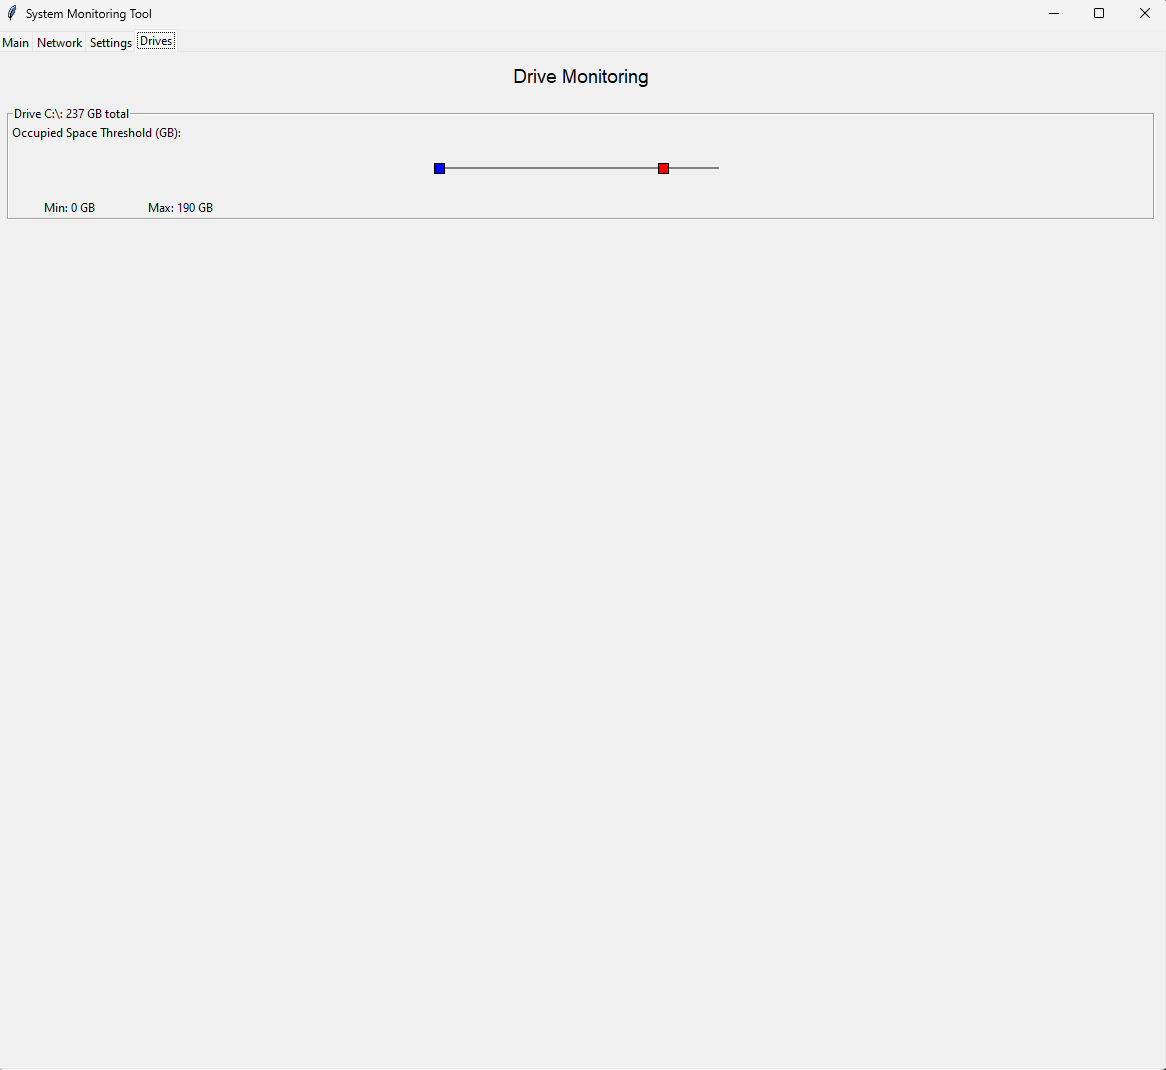 System Monitoring Tool
Main Network Settings Drives
Drive Monitoring
Drive C:\: 237 GB total
Occupied Space Threshold (GB):
Min: 0 GB Max: 190 GB